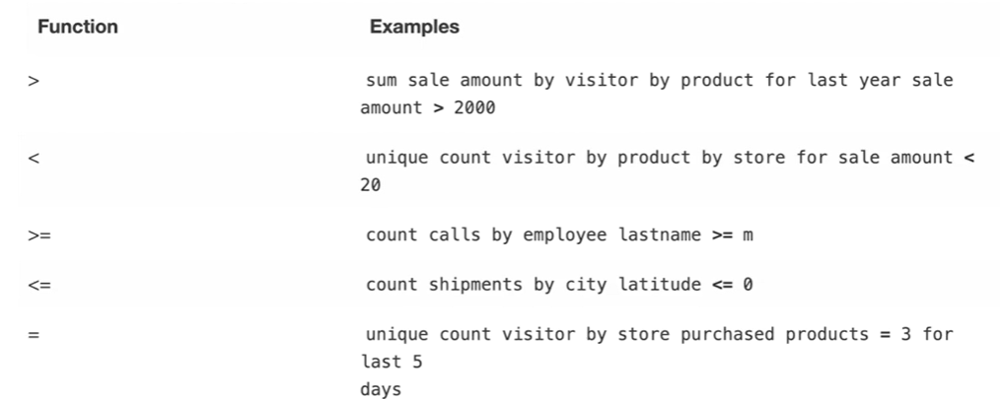 Function Examples
> sum sale amount by visitor by product for last year sale
amount > 2000
< unique count visitor by product by store for sale amount <
20
>= count calls by employee lastname >= m
<= count shipments by city latitude <= 0
= unique count visitor by store purchased products = 3 for
last 5
days